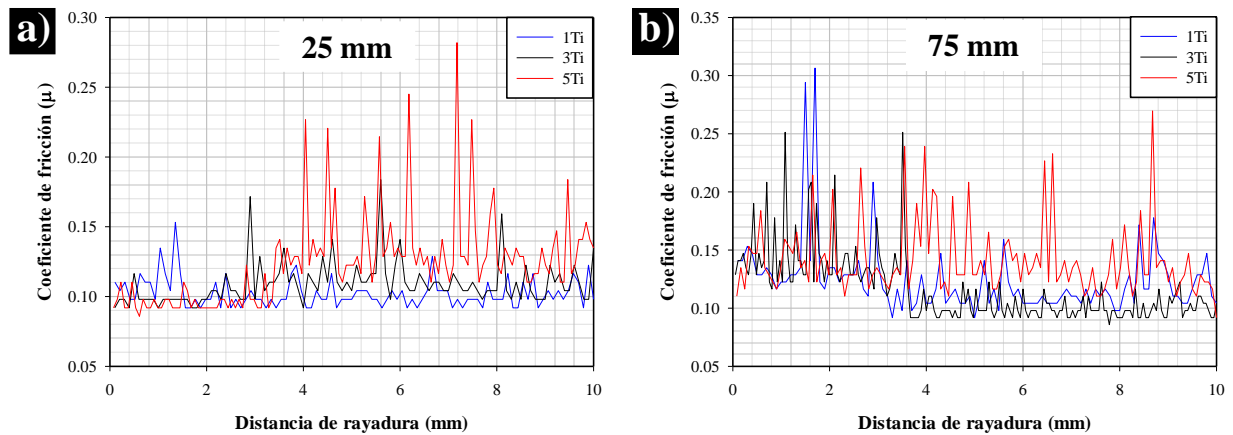 a)
25 mm
1Ti
3Ti
5Ti
Coeficiente de fricción (μ)
0.30
0.25
0.20
0.15
0.10
0.05
0 2 4 6 8 10
Distancia de rayadura (mm)
b)
75 mm
1Ti
3Ti
5Ti
Coeficiente de fricción (μ)
0.35
0.30
0.25
0.20
0.15
0.10
0.05
0 2 4 6 8 10
Distancia de rayadura (mm)